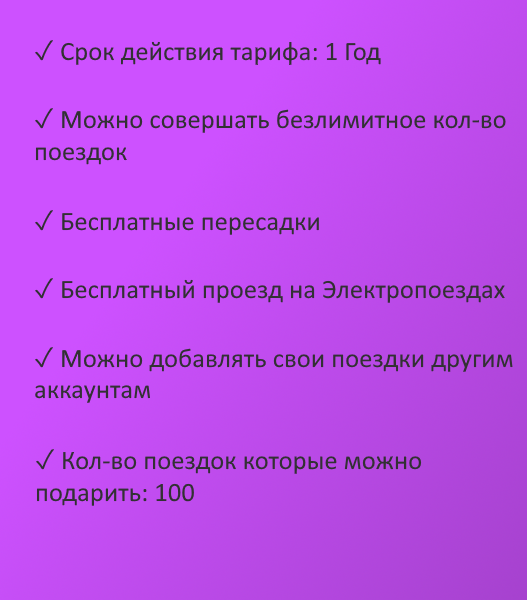 ✓ Срок действия тарифа: 1 Год
✓ Можно совершать безлимитное кол-во
поездок
✓ Бесплатные пересадки
✓ Бесплатный проезд на Электропоездах
✓ Можно добавлять свои поездки другим
аккаунтам
✓ Кол-во поездок которые можно
подарить: 100